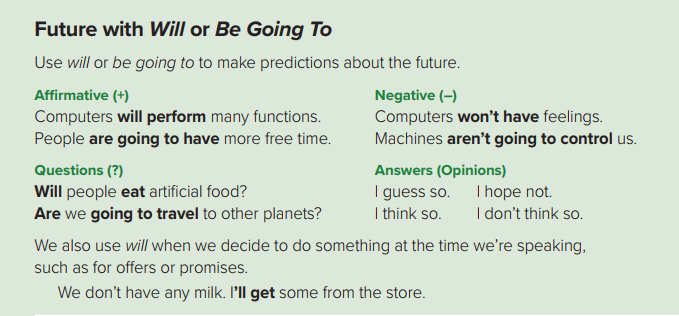 Future with Will or Be Going To
Use will or be going to to make predictions about the future.
Affirmative (+)
Computers will perform many functions.
People are going to have more free time.
Negative (–)
Computers won't have feelings.
Machines aren't going to control us.
Questions (?)
Will people eat artificial food?
Are we going to travel to other planets?
Answers (Opinions)
I guess so. I hope not.
I think so. I don't think so.
We also use will when we decide to do something at the time we're speaking,
such as for offers or promises.
We don't have any milk. I'll get some from the store.